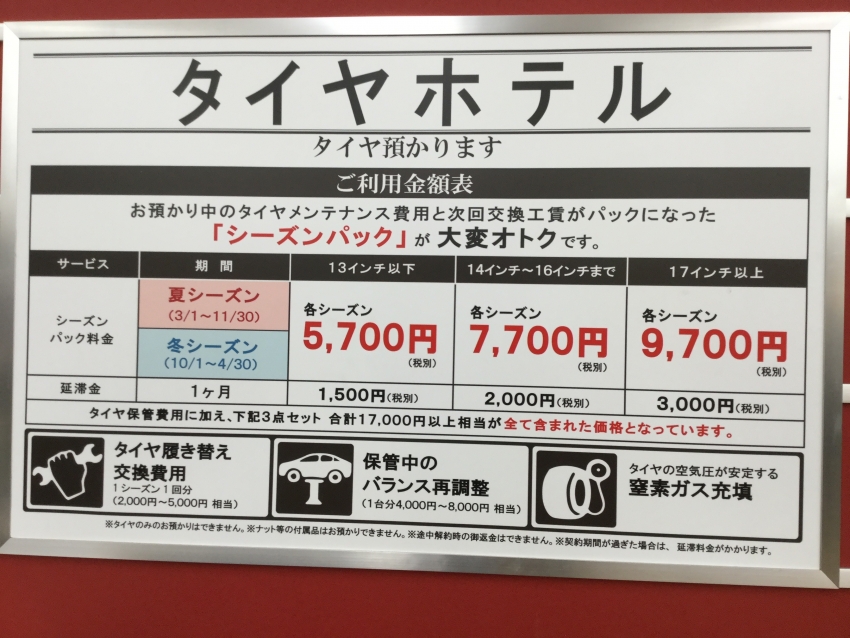 タイヤホテル
タイヤ預かります
ご利用金額表
お預かり中のタイヤメンテナンス費用と次回交換工賃がパックになった
「シーズンパック」が 大変オトクです。
サービス 期間 13インチ以下 14インチ〜16インチまで 17インチ以上
シーズン
パック料金
夏シーズン
(3/1〜11/30)
冬シーズン
(10/1〜4/30)
各シーズン
5,700円
(税別)
各シーズン
7,700円
(税別)
各シーズン
9,700円
(税別)
延滞金 1ヶ月 1,500円(税別) 2,000円(税別) 3,000円(税別)
タイヤ保管費用に加え、下記3点セット 合計17,000円以上相当が全て含まれた価格となっています。
タイヤ履き替え
交換費用
1シーズン1回分
(2,000円〜5,000円 相当)
保管中の
バランス再調整
(1台分4,000円〜8,000円 相当)
タイヤの空気圧が安定する
窒素ガス充填
※タイヤのみのお預かりはできません。※ナット等の付属品はお預かりできません。※途中解約時の御返金はできません。※契約期間が過ぎた場合は、延滞料金がかかります。